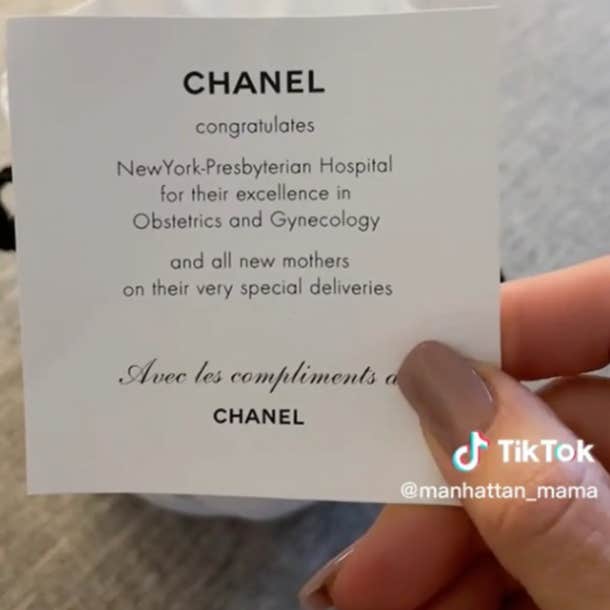 CHANEL
congratulates
NewYork-Presbyterian Hospital
for their excellence in
Obstetrics and Gynecology
and all new mothers
on their very special deliveries
Avec les compliments
CHANEL
TikTok
@manhattan_mama